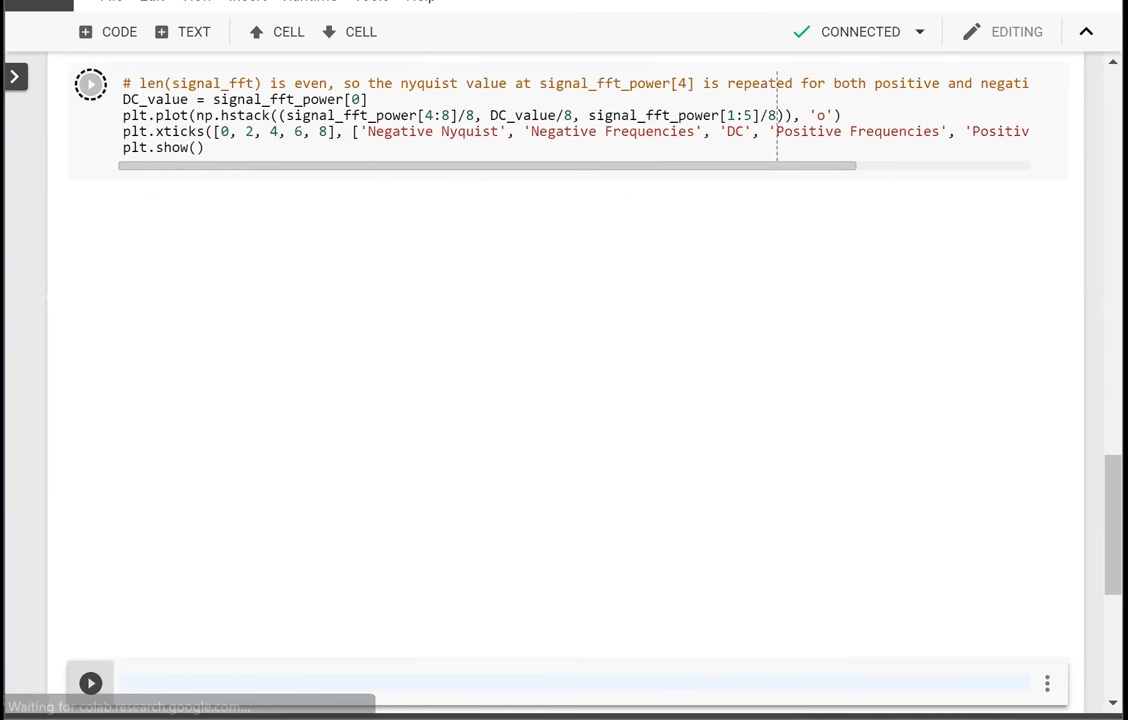 CODE TEXT CELL CELL CONNECTED EDITING
# len(signal_fft) is even, so the nyquist value at signal_fft_power[4] is repeated for both positive and negati
DC_value = signal_fft_power[0]
plt.plot(np.hstack((signal_fft_power[4:8]/8, DC_value/8, signal_fft_power[1:5]/8)), 'o')
plt.xticks([0, 2, 4, 6, 8], ['Negative Nyquist', 'Negative Frequencies', 'DC', 'Positive Frequencies', 'Positiv
plt.show()
Waiting for colab.research.google.com...